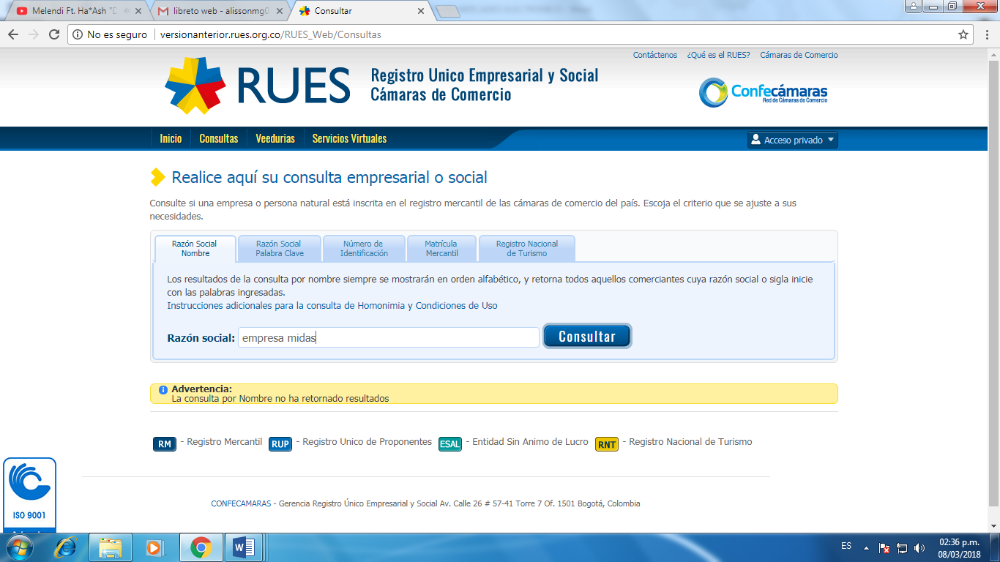 Melendi Ft. Ha*Ash "D
libreto web - alissonmg0
Consultar
No es seguro
versionanterior.rues.org.co/RUES_Web/Consultas
Contáctenos ¿Qué es el RUES? Cámaras de Comercio
RUES
Registro Unico Empresarial y Social
Cámaras de Comercio
Confecámaras
Red de Cámaras de Comercio
Inicio Consultas Veedurias Servicios Virtuales
Acceso privado
Realice aquí su consulta empresarial o social
Consulte si una empresa o persona natural está inscrita en el registro mercantil de las cámaras de comercio del país. Escoja el criterio que se ajuste a sus
necesidades.
Razón Social
Nombre
Razón Social
Palabra Clave
Número de
Identificación
Matrícula
Mercantil
Registro Nacional
de Turismo
Los resultados de la consulta por nombre siempre se mostrarán en orden alfabético, y retorna todos aquellos comerciantes cuya razón social o sigla inicie
con las palabras ingresadas.
Instrucciones adicionales para la consulta de Homonimia y Condiciones de Uso
Razón social: empresa midas Consultar
Advertencia:
La consulta por Nombre no ha retornado resultados
RM - Registro Mercantil RUP - Registro Unico de Proponentes ESAL - Entidad Sin Animo de Lucro RNT - Registro Nacional de Turismo
ISO 9001
CONFECAMARAS - Gerencia Registro Único Empresarial y Social Av. Calle 26 # 57-41 Torre 7 Of. 1501 Bogotá, Colombia
ES
02:36 p.m.
08/03/2018